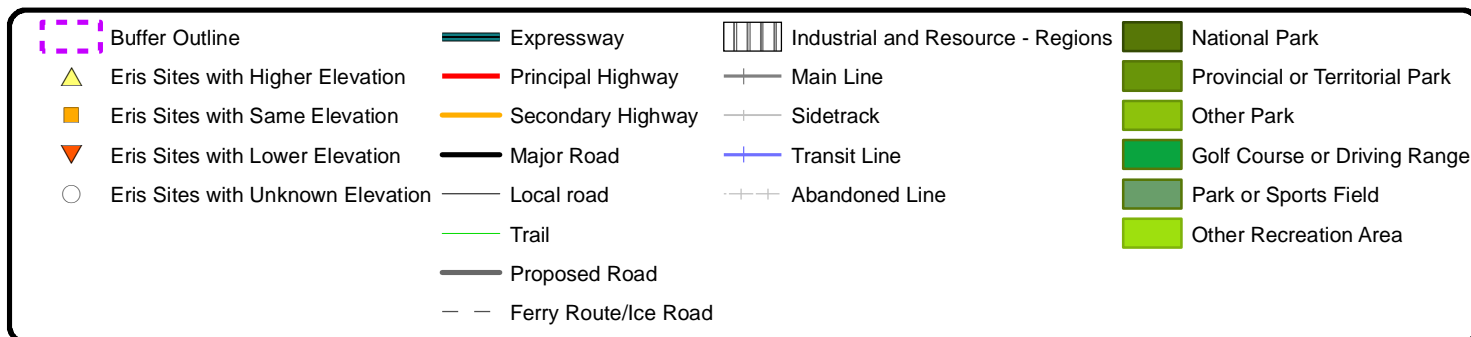 Buffer Outline
Eris Sites with Higher Elevation
Eris Sites with Same Elevation
Eris Sites with Lower Elevation
Eris Sites with Unknown Elevation
Expressway
Principal Highway
Secondary Highway
Major Road
Local road
Trail
Proposed Road
Ferry Route/Ice Road
Industrial and Resource - Regions
Main Line
Sidetrack
Transit Line
Abandoned Line
National Park
Provincial or Territorial Park
Other Park
Golf Course or Driving Range
Park or Sports Field
Other Recreation Area